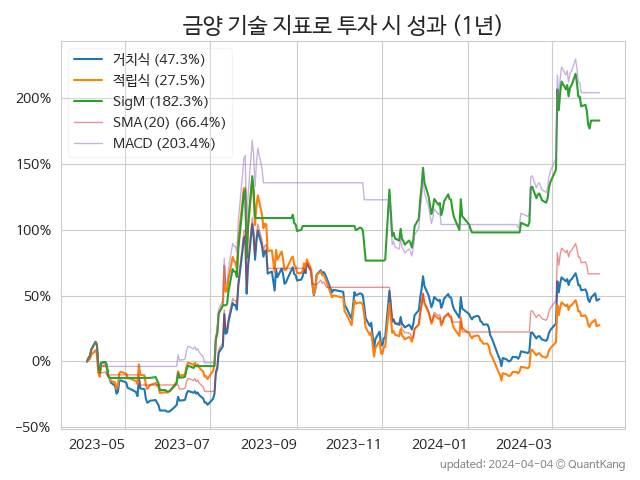 금양 기술 지표로 투자 시 성과 (1년)
거치식 (47.3%)
적립식 (27.5%)
SigM (182.3%)
SMA(20) (66.4%)
MACD (203.4%)
200%
150%
100%
50%
0%
−50%
2023-05
2023-07
2023-09
2023-11
2024-01
2024-03
updated: 2024-04-04 © QuantKang